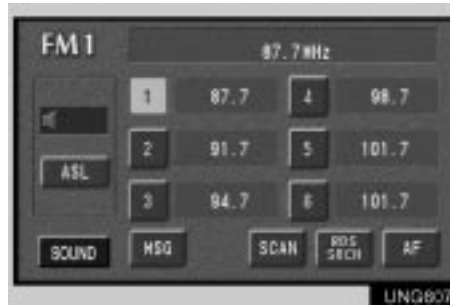 FM1
87.7MHz
1 87.7 4 98.7
2 91.7 5 101.7
ASL
3 94.7 6 101.7
SOUND MSG SCAN RDS SRCH AF
LING607